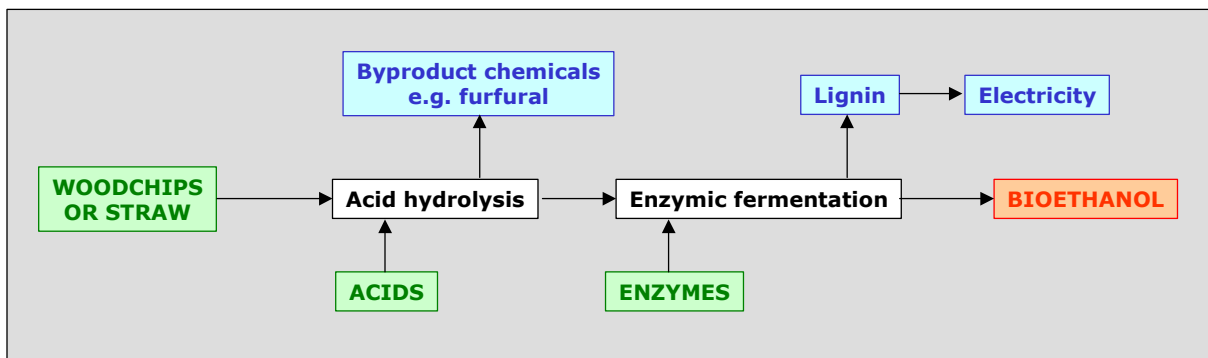 Byproduct chemicals
e.g. furfural
Lignin
Electricity
WOODCHIPS
OR STRAW
Acid hydrolysis
Enzymic fermentation
BIOETHANOL
ACIDS
ENZYMES